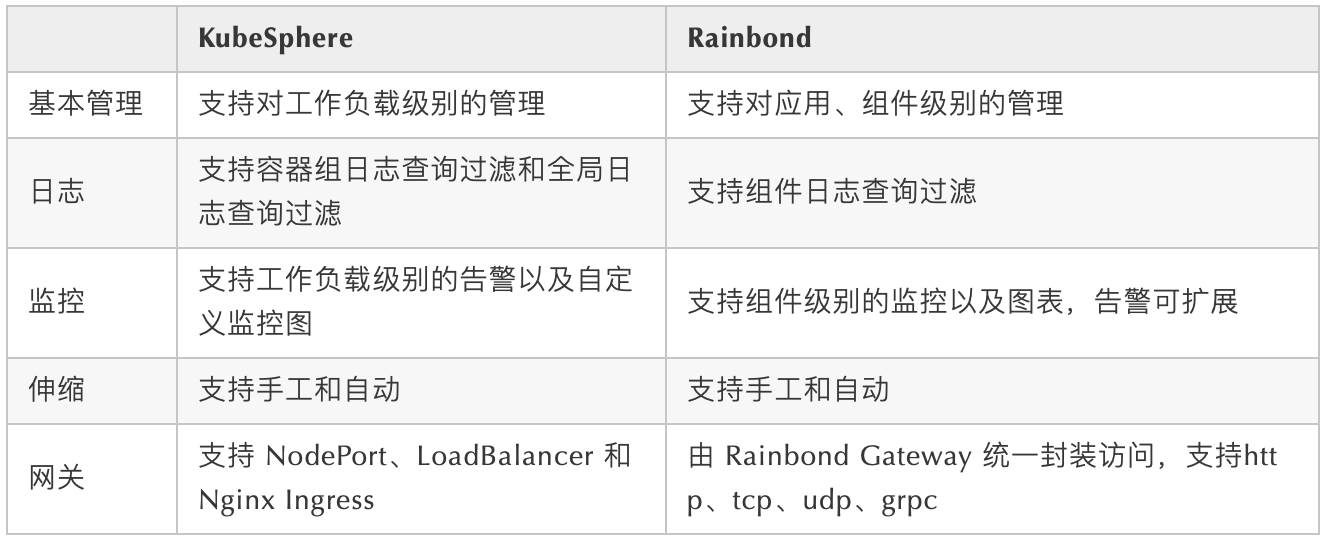 KubeSphere Rainbond
基本管理 支持对工作负载级别的管理 支持对应用、组件级别的管理
日志 支持容器组日志查询过滤和全局日
志查询过滤 支持组件日志查询过滤
监控 支持工作负载级别的告警以及自定
义监控图 支持组件级别的监控以及图表，告警可扩展
伸缩 支持手工和自动 支持手工和自动
网关 支持 NodePort、LoadBalancer 和
Nginx Ingress 由 Rainbond Gateway 统一封装访问，支持htt
p、tcp、udp、grpc